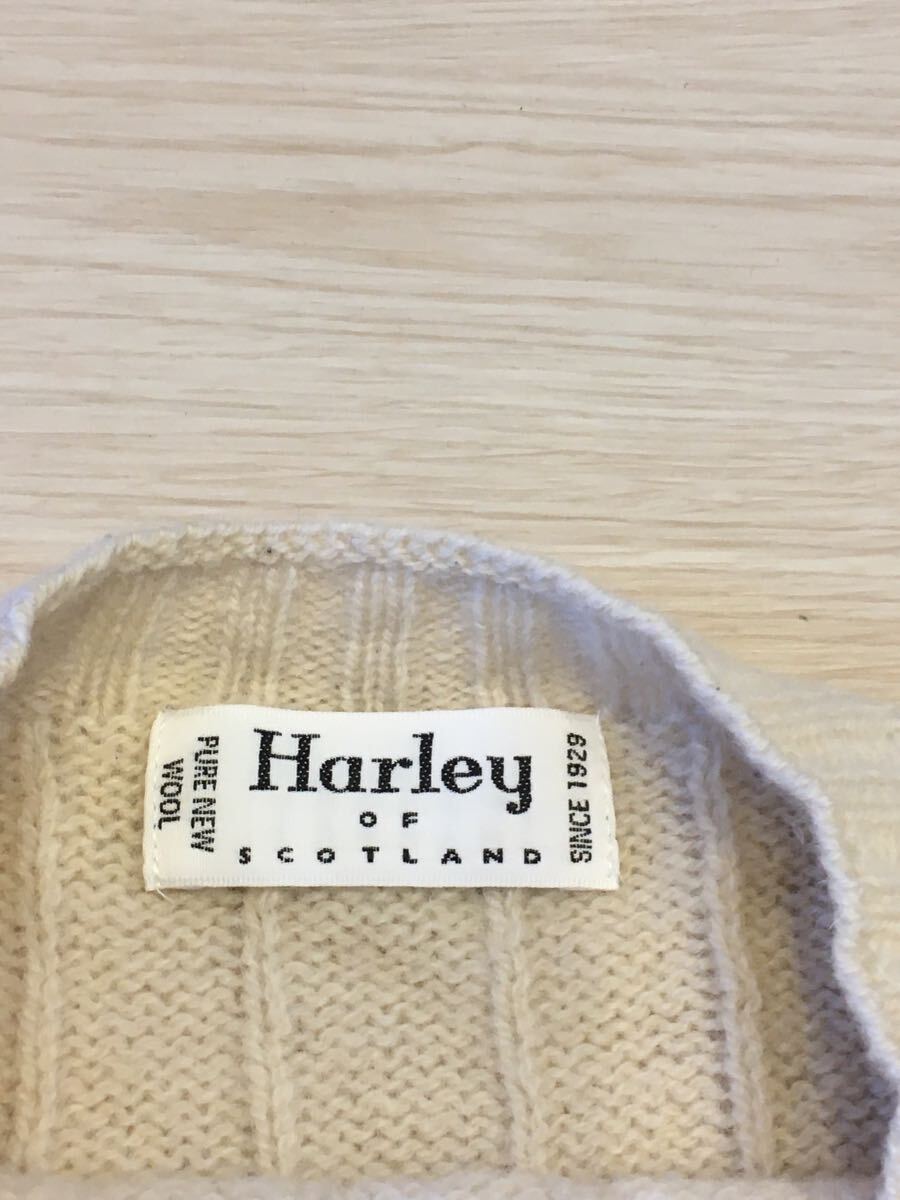 PURE NEW
WOOL
Harley
OF
SCOTLAND
SINCE 1929